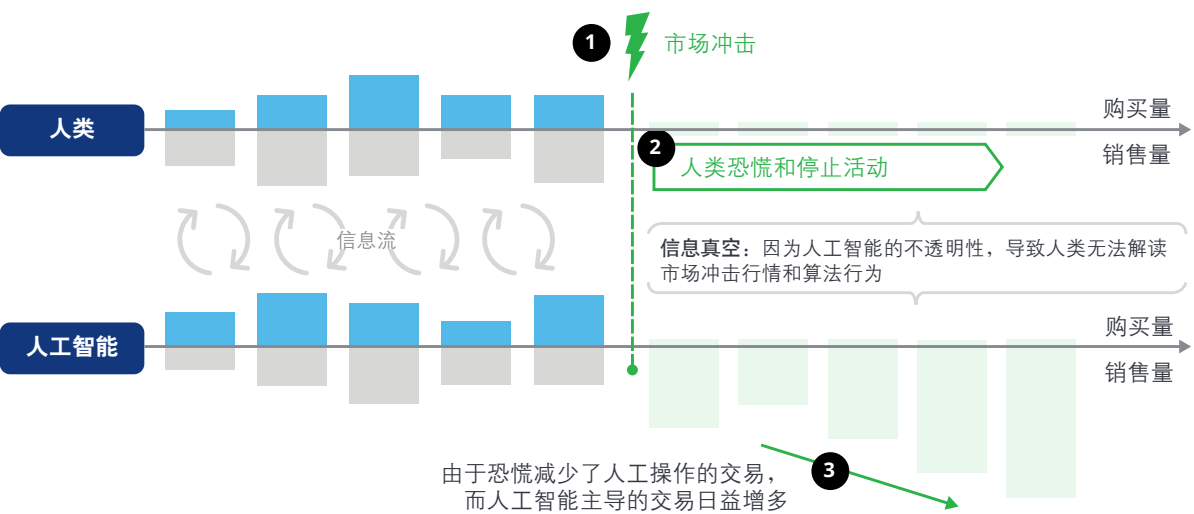 1
市场冲击
人类
购买量
销售量
2
人类恐慌和停止活动
信息流
信息真空：因为人工智能的不透明性，导致人类无法解读
市场冲击行情和算法行为
人工智能
购买量
销售量
由于恐慌减少了人工操作的交易，
而人工智能主导的交易日益增多
3